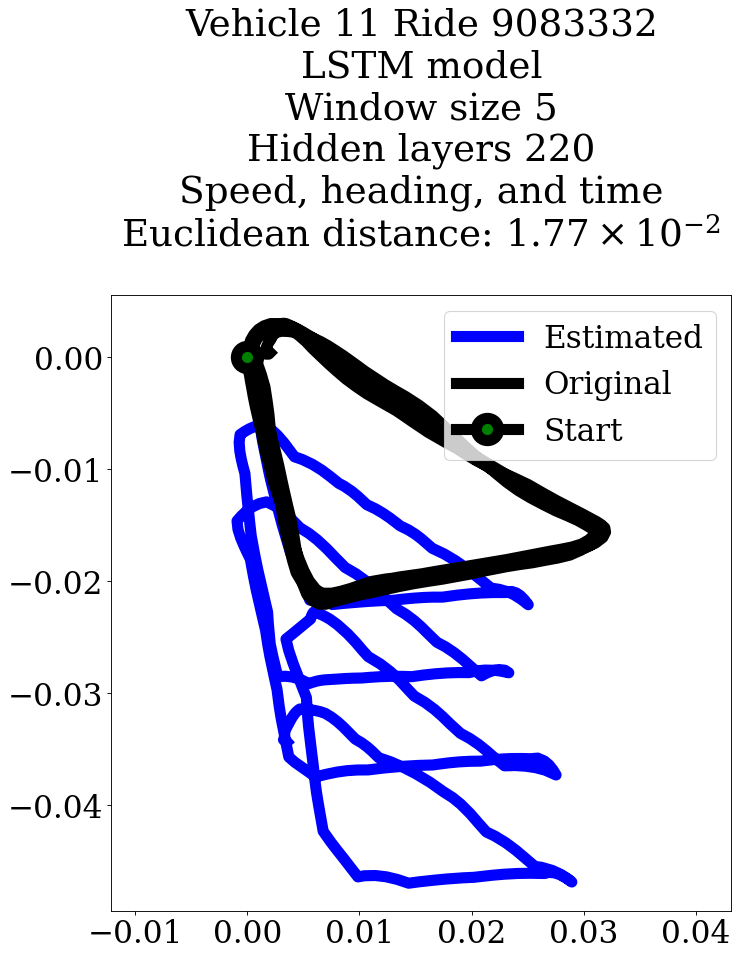 Vehicle 11 Ride 9083332
LSTM model
Window size 5
Hidden layers 220
Speed, heading, and time
Euclidean distance: 1.77 × 10⁻²
Estimated
Original
Start
0.00
−0.01
−0.02
−0.03
−0.04
−0.01 0.00 0.01 0.02 0.03 0.04